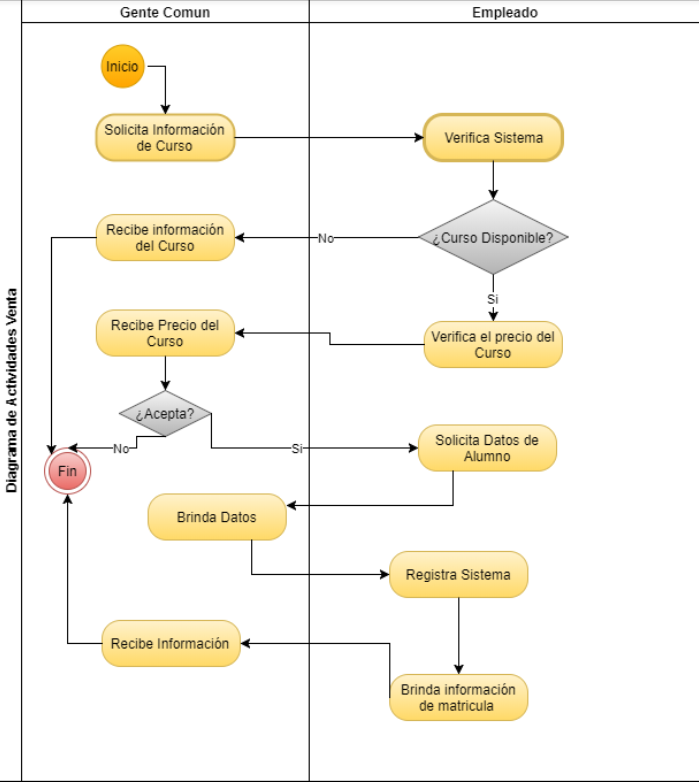 Gente Comun
Empleado
Diagrama de Actividades Venta
Inicio
Solicita Información
de Curso
Verifica Sistema
Recibe información
del Curso
No
¿Curso Disponible?
Si
Recibe Precio del
Curso
Verifica el precio del
Curso
¿Acepta?
No
Si
Solicita Datos de
Alumno
Fin
Brinda Datos
Registra Sistema
Recibe Información
Brinda información
de matricula